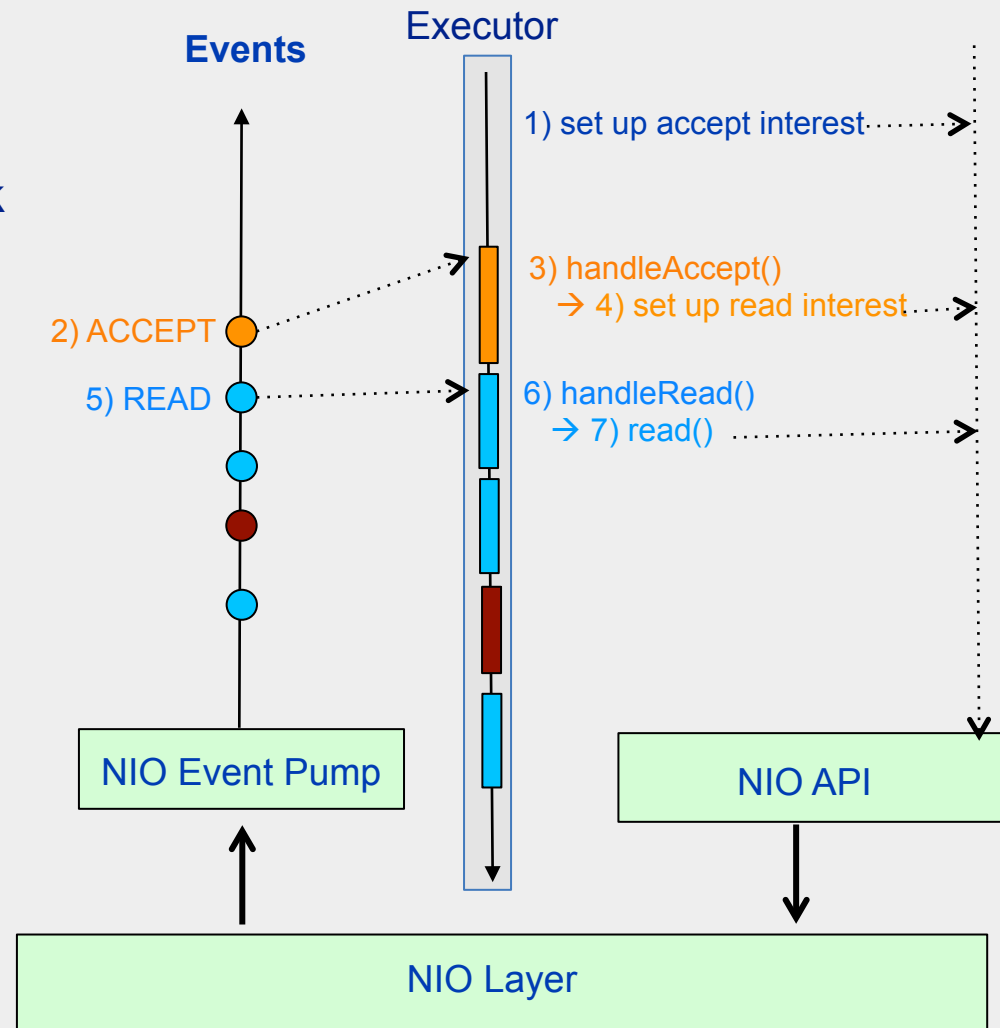 Executor
Events
1) set up accept interest
3) handleAccept()
→ 4) set up read interest
2) ACCEPT
5) READ
6) handleRead()
→ 7) read()
NIO Event Pump
NIO API
NIO Layer